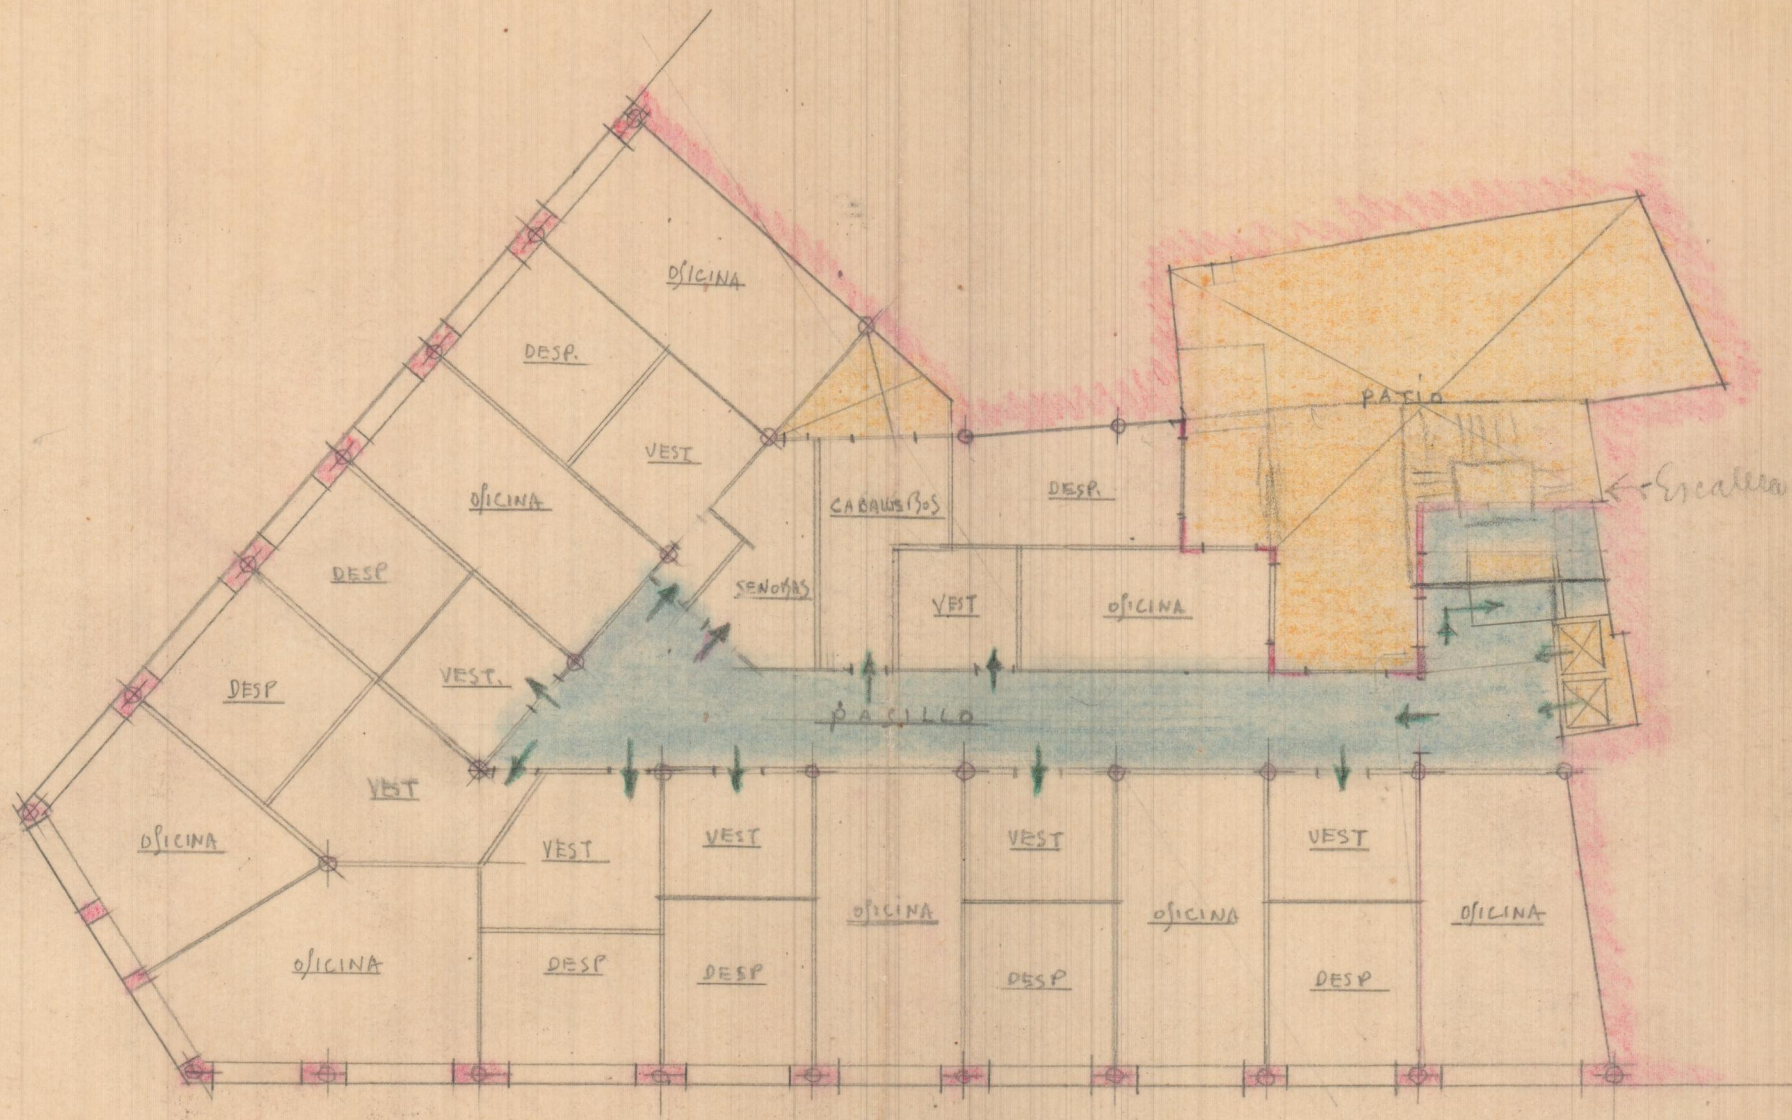 OFICINA
DESP.
VEST
PATIO
OFICINA
CABALLEROS
DESP.
Escalera
DESP
SEÑORAS
VEST
OFICINA
DESP
VEST.
PASILLO
VEST
OFICINA
VEST
VEST
VEST
VEST
OFICINA
OFICINA
OFICINA
OFICINA
DESP
DESP
DESP
DESP